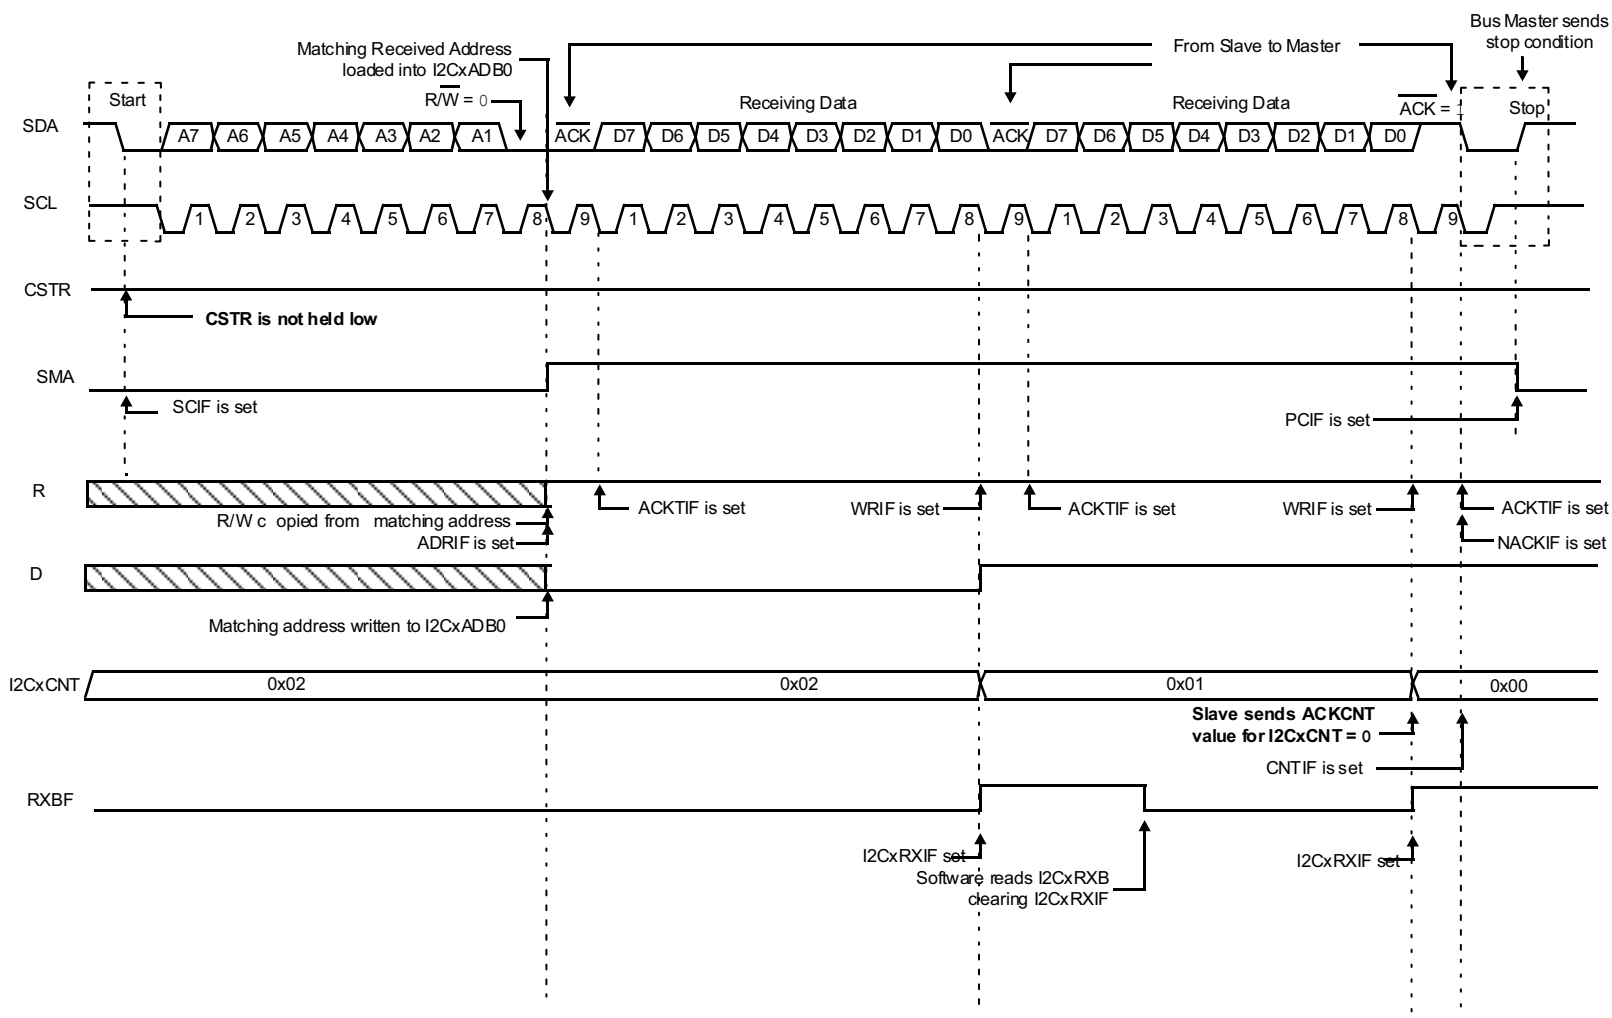 Bus Master sends
stop condition
Matching Received Address
loaded into I2CxADB0
From Slave to Master
R/W = 0
Start
Receiving Data
Receiving Data
ACK = 1
Stop
SDA
A7 A6 A5 A4 A3 A2 A1 ACK D7 D6 D5 D4 D3 D2 D1 D0 ACK D7 D6 D5 D4 D3 D2 D1 D0
SCL
1 2 3 4 5 6 7 8 9 1 2 3 4 5 6 7 8 9 1 2 3 4 5 6 7 8 9
CSTR
CSTR is not held low
SMA
SCIF is set
PCIF is set
R
ACKTIF is set
WRIF is set
ACKTIF is set
WRIF is set
ACKTIF is set
R/W c opied from matching address
ADRIF is set
NACKIF is set
D
Matching address written to I2CxADB0
I2CxCNT
0x02
0x02
0x01
0x00
Slave sends ACKCNT
value for I2CxCNT = 0
CNTIF is set
RXBF
I2CxRXIF set
I2CxRXIF set
Software reads I2CxRXB
clearing I2CxRXIF